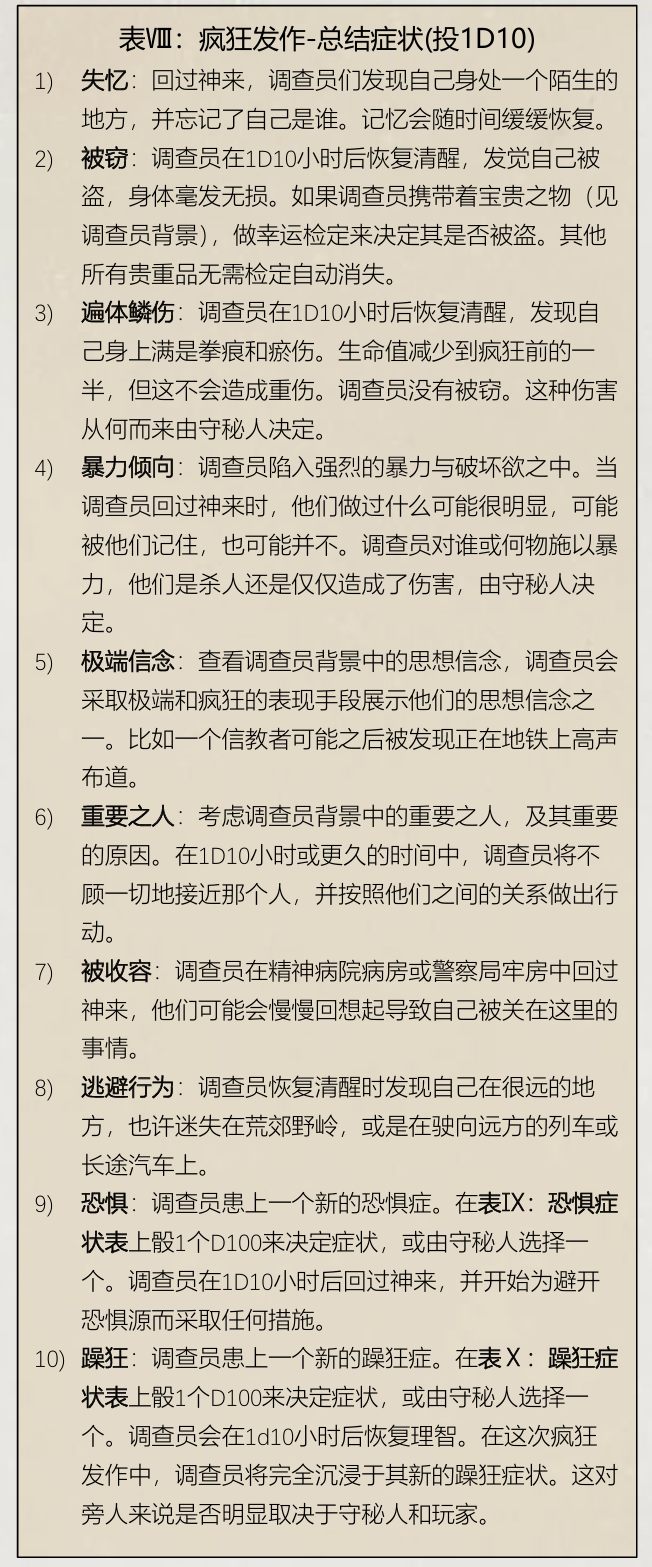 表Ⅷ：疯狂发作-总结症状(投1D10)
1) 失忆：回过神来，调查员们发现自己身处一个陌生的
地方，并忘记了自己是谁。记忆会随时间缓缓恢复。
2) 被窃：调查员在1D10小时后恢复清醒，发觉自己被
盗，身体毫发无损。如果调查员携带着宝贵之物（见
调查员背景），做幸运检定来决定其是否被盗。其他
所有贵重品无需检定自动消失。
3) 遍体鳞伤：调查员在1D10小时后恢复清醒，发现自
己身上满是拳痕和瘀伤。生命值减少到疯狂前的一
半，但这不会造成重伤。调查员没有被窃。这种伤害
从何而来由守秘人决定。
4) 暴力倾向：调查员陷入强烈的暴力与破坏欲之中。当
调查员回过神来时，他们做过什么可能很明显，可能
被他们记住，也可能并不。调查员对谁或何物施以暴
力，他们是杀人还是仅仅造成了伤害，由守秘人决
定。
5) 极端信念：查看调查员背景中的思想信念，调查员会
采取极端和疯狂的表现手段展示他们的思想信念之
一。比如一个信教者可能之后被发现正在地铁上高声
布道。
6) 重要之人：考虑调查员背景中的重要之人，及其重要
的原因。在1D10小时或更久的时间中，调查员将不
顾一切地接近那个人，并按照他们之间的关系做出行
动。
7) 被收容：调查员在精神病院病房或警察局牢房中回过
神来，他们可能会慢慢回想起导致自己被关在这里的
事情。
8) 逃避行为：调查员恢复清醒时发现自己在很远的地
方，也许迷失在荒郊野岭，或是在驶向远方的列车或
长途汽车上。
9) 恐惧：调查员患上一个新的恐惧症。在表Ⅸ：恐惧症
状表上骰1个D100来决定症状，或由守秘人选择一
个。调查员在1D10小时后回过神来，并开始为避开
恐惧源而采取任何措施。
10) 躁狂：调查员患上一个新的躁狂症。在表Ⅹ：躁狂症
状表上骰1个D100来决定症状，或由守秘人选择一
个。调查员会在1d10小时后恢复理智。在这次疯狂
发作中，调查员将完全沉浸于其新的躁狂症状。这对
旁人来说是否明显取决于守秘人和玩家。